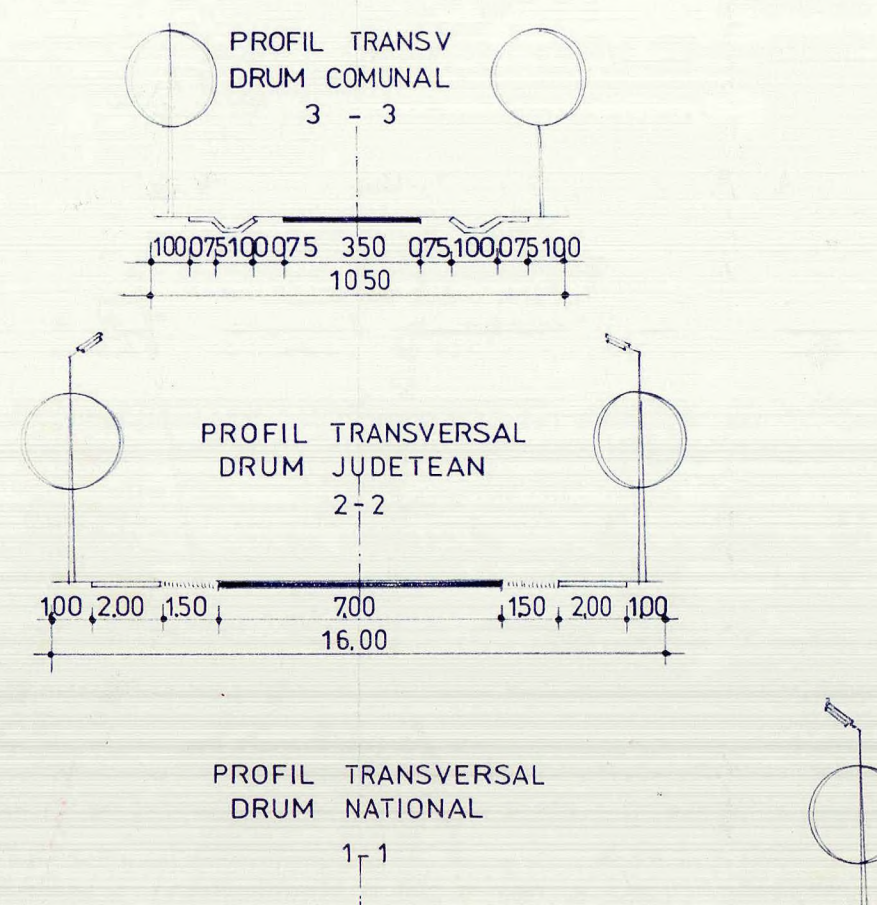 PROFIL TRANSV
DRUM COMUNAL
3 - 3
100 075 100 075 350 075 100 075 100
10 50
PROFIL TRANSVERSAL
DRUM JUDETEAN
2-2
1,00 2.00 1,50 7,00 1,50 2,00 1,00
16,00
PROFIL TRANSVERSAL
DRUM NATIONAL
1-1